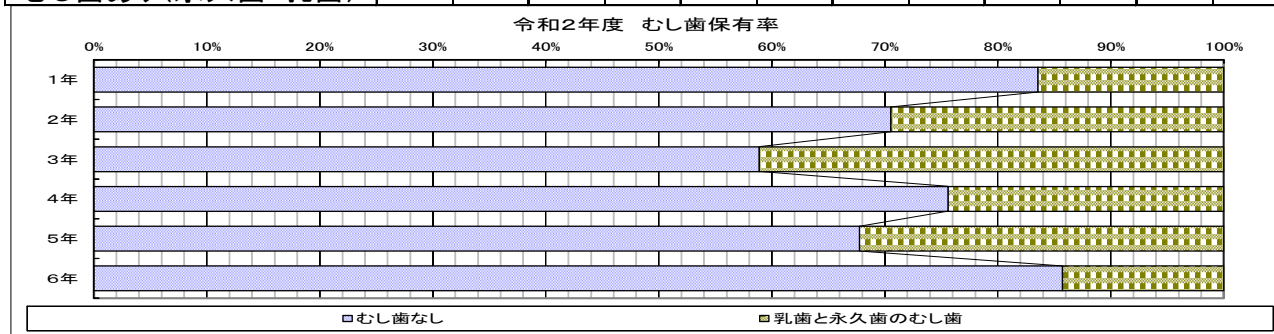 令和2年度 むし歯保有率
0% 10% 20% 30% 40% 50% 60% 70% 80% 90% 100%
1年
2年
3年
4年
5年
6年
むし歯なし 乳歯と永久歯のむし歯